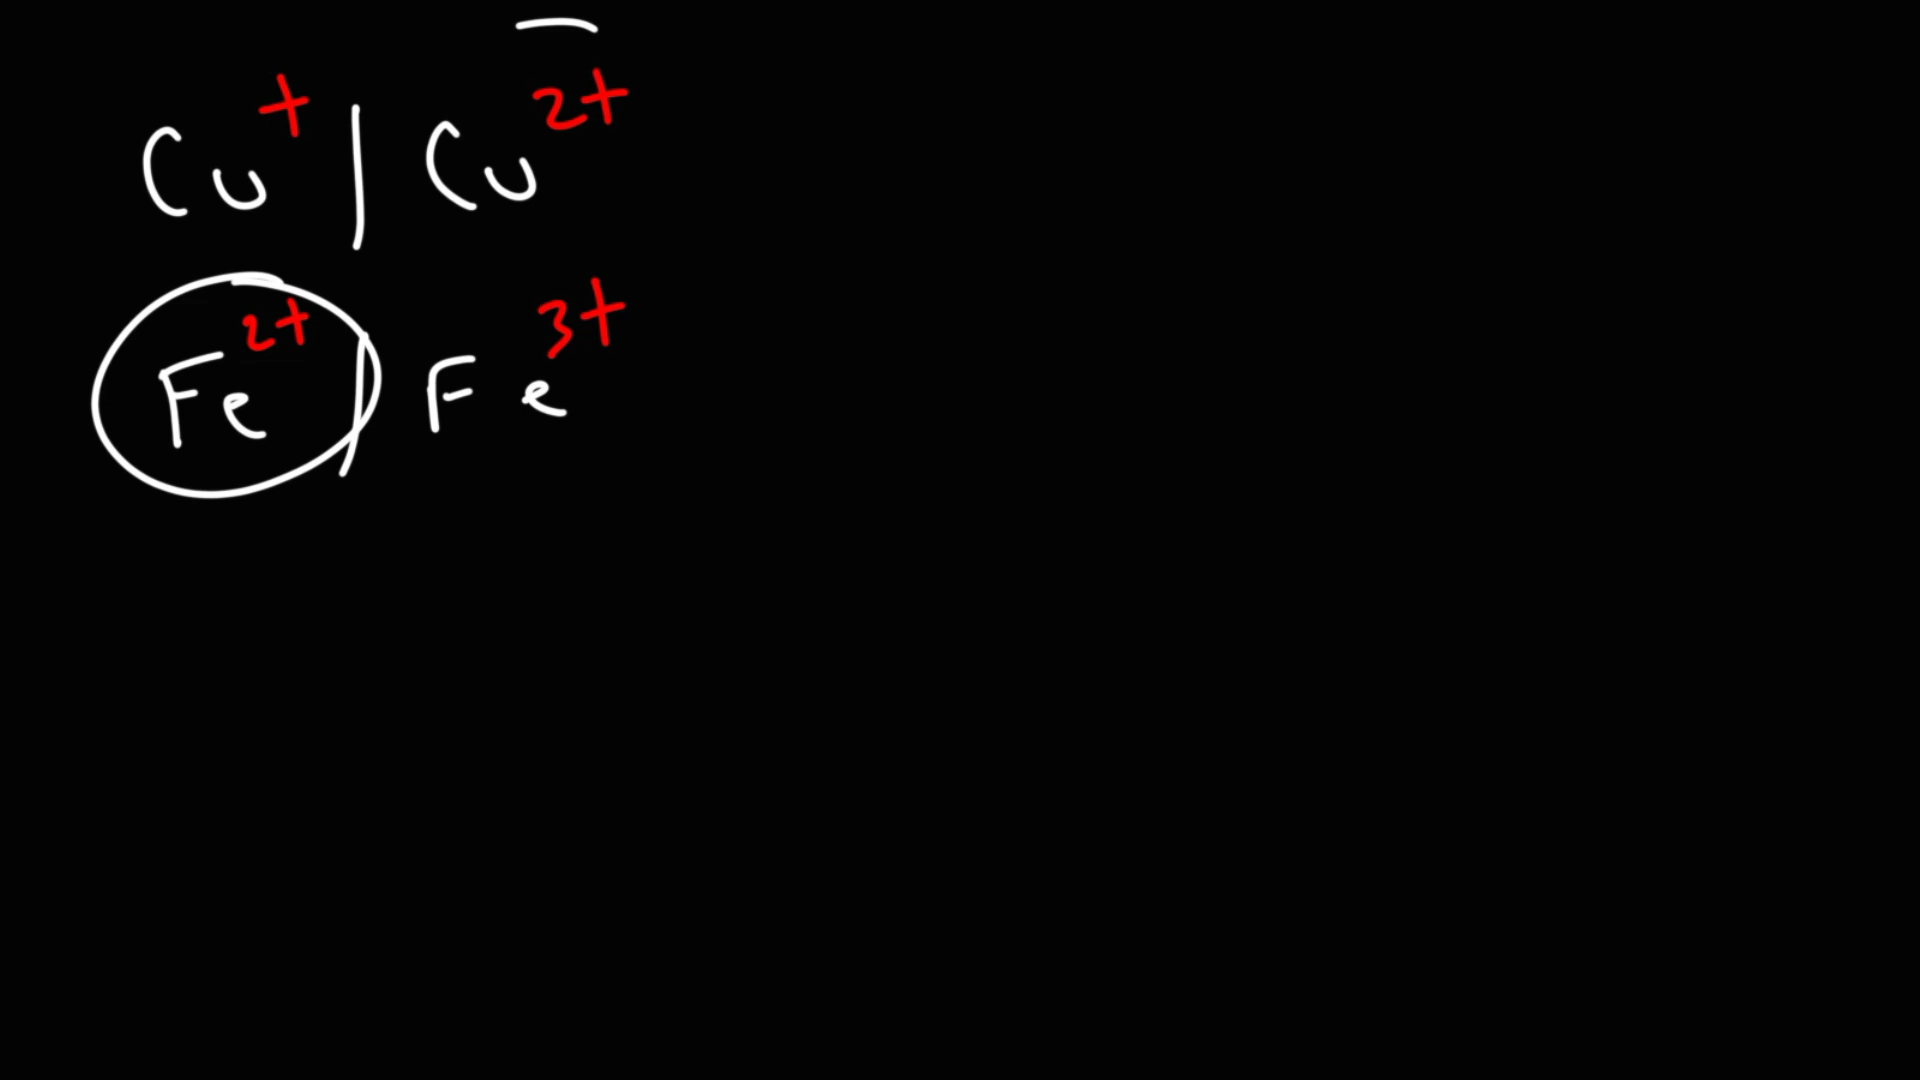 Cu⁺ | Cu²⁺
Fe²⁺ | Fe³⁺